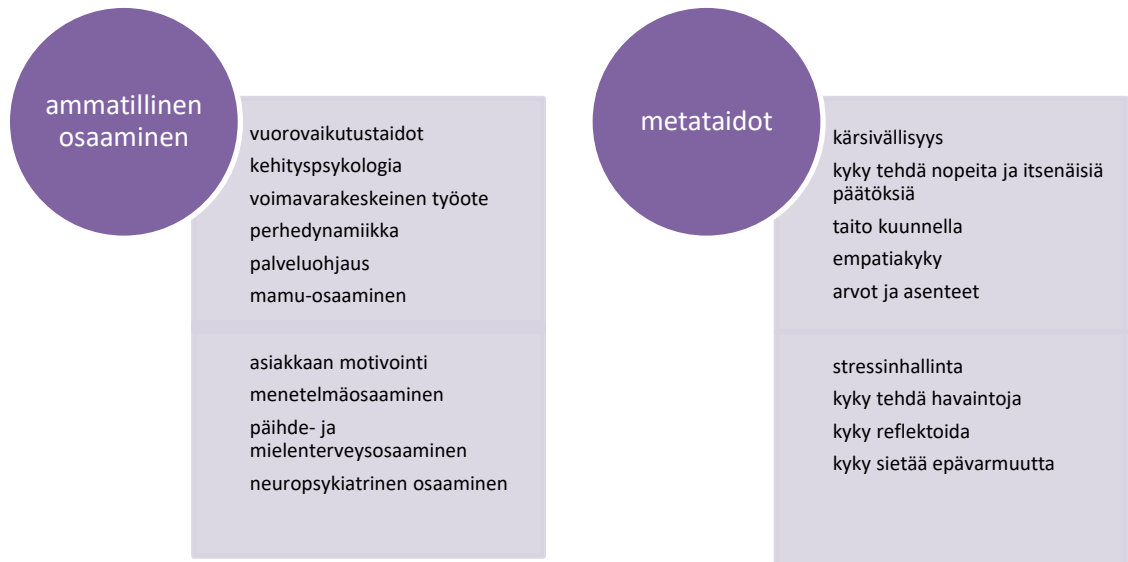 ammatillinen
osaaminen
vuorovaikutustaidot
kehityspsykologia
voimavarakeskeinen työote
perhedynamiikka
palveluohjaus
mamu-osaaminen
asiakkaan motivointi
menetelmäosaaminen
päihde- ja
mielenterveysosaaminen
neuropsykiatrinen osaaminen
metataidot
kärsivällisyys
kyky tehdä nopeita ja itsenäisiä
päätöksiä
taito kuunnella
empatiakyky
arvot ja asenteet
stressinhallinta
kyky tehdä havaintoja
kyky reflektoida
kyky sietää epävarmuutta